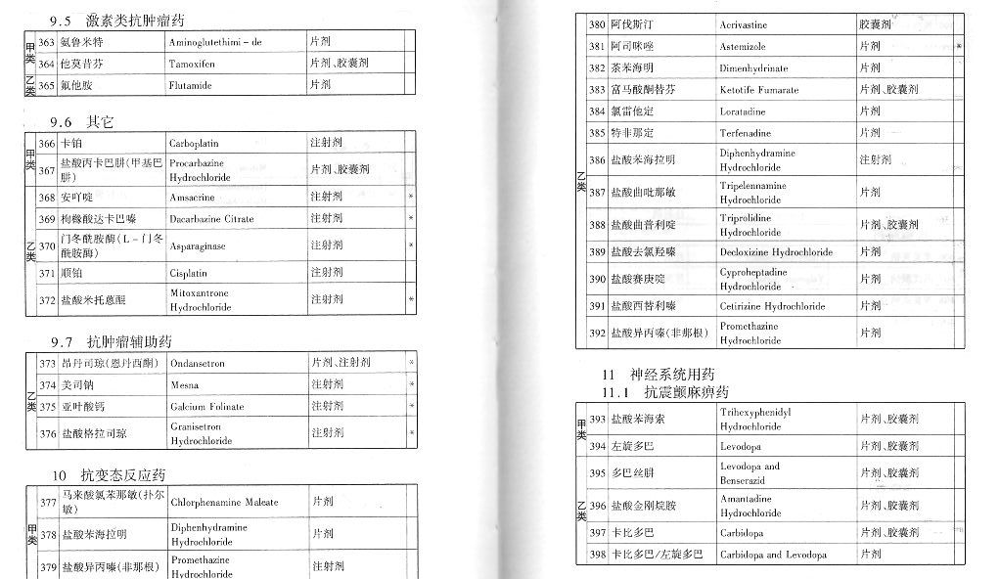 9.5 激素类抗肿瘤药
甲类
363 氨鲁米特 Aminoglutethimi－de 片剂
364 他莫昔芬 Tamoxifen 片剂、胶囊剂
乙类
365 氟他胺 Flutamide 片剂
9.6 其它
甲类
366 卡铂 Carboplatin 注射剂
367 盐酸丙卡巴肼(甲基巴肼) Procarbazine Hydrochloride 片剂、胶囊剂
乙类
368 安吖啶 Amsacrine 注射剂 *
369 枸橼酸达卡巴嗪 Dacarbazine Citrate 注射剂 *
370 门冬酰胺酶(L－门冬酰胺酶) Asparaginase 注射剂 *
371 顺铂 Cisplatin 注射剂
372 盐酸米托蒽醌 Mitoxantrone Hydrochloride 注射剂 *
9.7 抗肿瘤辅助药
乙类
373 昂丹司琼(恩丹西酮) Ondansetron 片剂、注射剂 *
374 美司钠 Mesna 注射剂 *
375 亚叶酸钙 Galcium Folinate 注射剂 *
376 盐酸格拉司琼 Granisetron Hydrochloride 注射剂 *
10 抗变态反应药
甲类
377 马来酸氯苯那敏(扑尔敏) Chlorphenamine Maleate 片剂
378 盐酸苯海拉明 Diphenhydramine Hydrochloride 片剂
379 盐酸异丙嗪(非那根) Promethazine Hydrochloride 注射剂
乙类
380 阿伐斯汀 Acrivastine 胶囊剂
381 阿司咪唑 Astemizole 片剂 *
382 茶苯海明 Dimenhydrinate 片剂
383 富马酸酮替芬 Ketotife Fumarate 片剂、胶囊剂
384 氯雷他定 Loratadine 片剂
385 特非那定 Terfenadine 片剂
386 盐酸苯海拉明 Diphenhydramine Hydrochloride 注射剂
387 盐酸曲吡那敏 Tripelennamine Hydrochloride 片剂
388 盐酸曲普利啶 Triprolidine Hydrochloride 片剂、胶囊剂
389 盐酸去氯羟嗪 Decloxizine Hydrochloride 片剂
390 盐酸赛庚啶 Cyproheptadine Hydrochloride 片剂
391 盐酸西替利嗪 Cetirizine Hydrochloride 片剂
392 盐酸异丙嗪(非那根) Promethazine Hydrochloride 片剂
11 神经系统用药
11.1 抗震颤麻痹药
甲类
393 盐酸苯海索 Trihexyphenidyl Hydrochloride 片剂、胶囊剂
394 左旋多巴 Levodopa 片剂、胶囊剂
乙类
395 多巴丝肼 Levodopa and Benserazid 片剂、胶囊剂
396 盐酸金刚烷胺 Amantadine Hydrochloride 片剂、胶囊剂
397 卡比多巴 Carbidopa 片剂、胶囊剂
398 卡比多巴/左旋多巴 Carbidopa and Levodopa 片剂